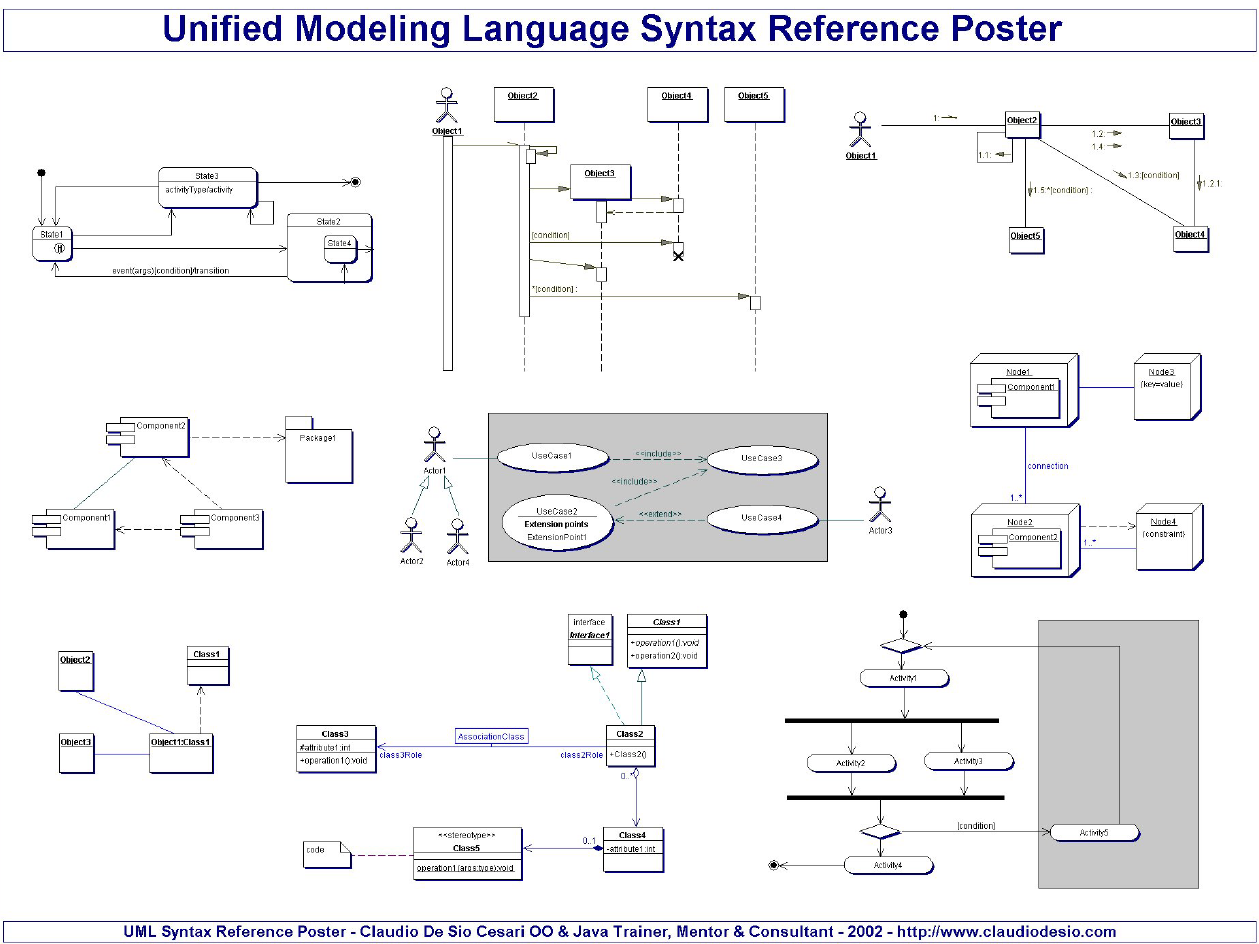 Unified Modeling Language Syntax Reference Poster
State3
activityType/activity
State1
H
State2
State4
event(args)[condition]/transition
Object1
Object2
Object4
Object5
Object3
[condition]
*[condition] :
Object1
1:
Object2
1.1:
1.2:
1.4:
Object3
1.3:[condition]
1.2.1:
1.5:*[condition] :
Object5
Object4
Component2
Package1
Component1
Component3
Actor1
Actor2
Actor4
UseCase1
<<include>>
UseCase3
<<include>>
UseCase2
Extension points
ExtensionPoint1
<<extend>>
UseCase4
Actor3
Node1
Component1
Node3
{key=value}
connection
1..*
Node2
Component2
1..*
Node4
{constraint}
Object2
Class1
Object3
Object1:Class1
interface
Interface1
Class1
+operation1():void
+operation2():void
Class3
#attribute1:int
+operation1():void
class3Role
AssociationClass
class2Role
Class2
+Class2()
0..*
code
<<stereotype>>
Class5
operation1(args:type):void
0..1
Class4
-attribute1:int
Activity1
Activity2
Activity3
[condition]
Activity5
Activity4
UML Syntax Reference Poster - Claudio De Sio Cesari OO & Java Trainer, Mentor & Consultant - 2002 - http://www.claudiodesio.com